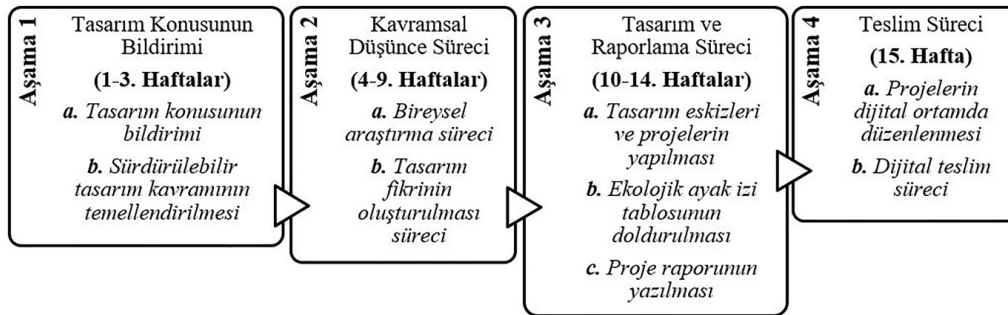 Aşama 1
Tasarım Konusunun
Bildirimi
(1-3. Haftalar)
a. Tasarım konusunun
bildirimi
b. Sürdürülebilir
tasarım kavramının
temellendirilmesi
Aşama 2
Kavramsal
Düşünce Süreci
(4-9. Haftalar)
a. Bireysel
araştırma süreci
b. Tasarım
fikrinin
oluşturulması
süreci
Aşama 3
Tasarım ve
Raporlama Süreci
(10-14. Haftalar)
a. Tasarım eskizleri
ve projelerin
yapılması
b. Ekolojik ayak izi
tablosunun
doldurulması
c. Proje raporunun
yazılması
Aşama 4
Teslim Süreci
(15. Hafta)
a. Projelerin
dijital ortamda
düzenlenmesi
b. Dijital teslim
süreci